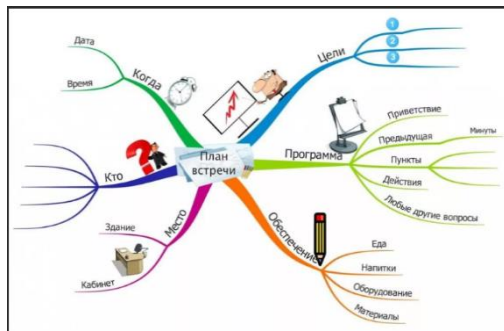 План
встречи
Цели
1
2
3
Программа
Приветствие
Предыдущая
Минуты
Пункты
Действия
Любые другие вопросы
Обеспечение
Еда
Напитки
Оборудование
Материалы
Место
Здание
Кабинет
Кто
Когда
Дата
Время